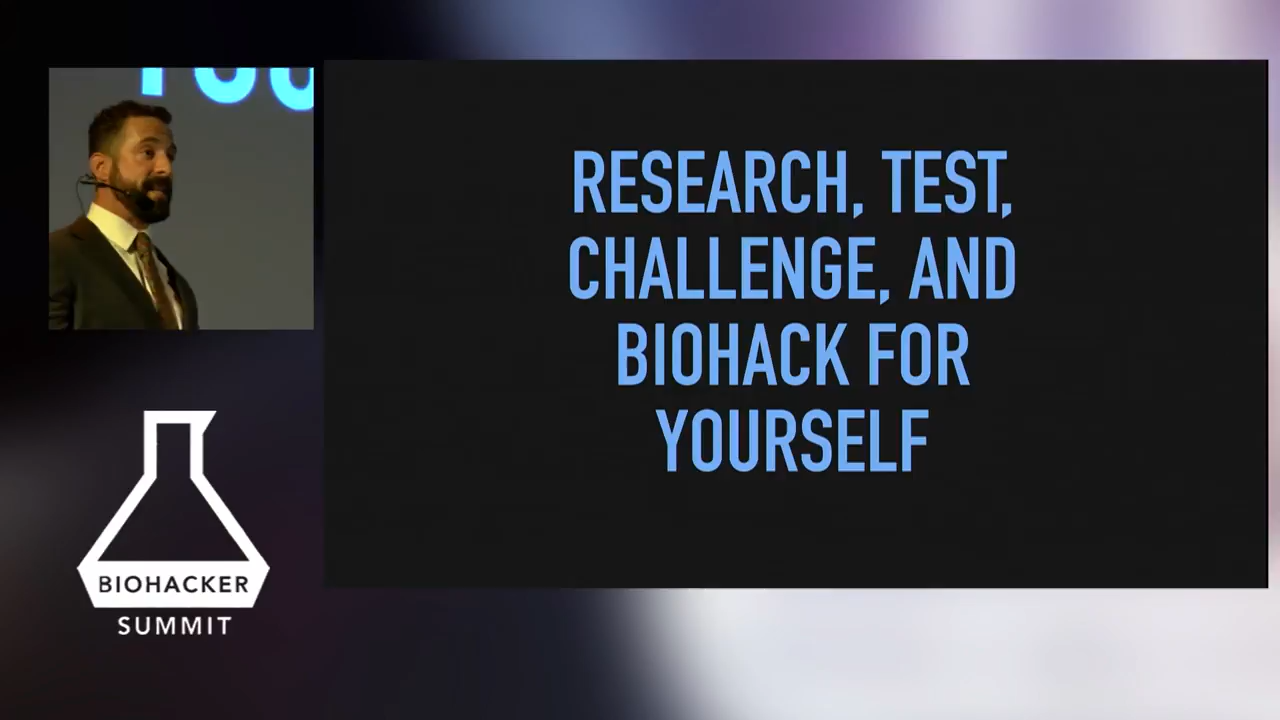 RESEARCH, TEST,
CHALLENGE, AND
BIOHACK FOR
YOURSELF
BIOHACKER
SUMMIT